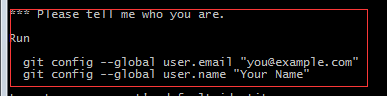 *** Please tell me who you are.
Run
git config --global user.email "you@example.com"
git config --global user.name "Your Name"